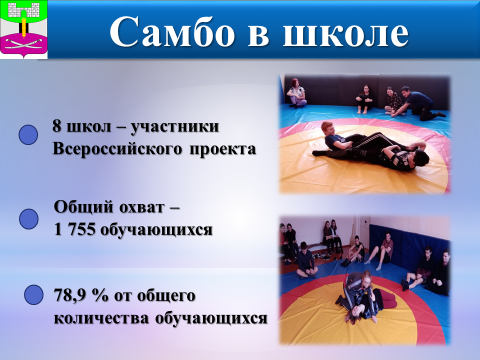 Самбо в школе
8 школ – участники
Всероссийского проекта
Общий охват –
1 755 обучающихся
78,9 % от общего
количества обучающихся